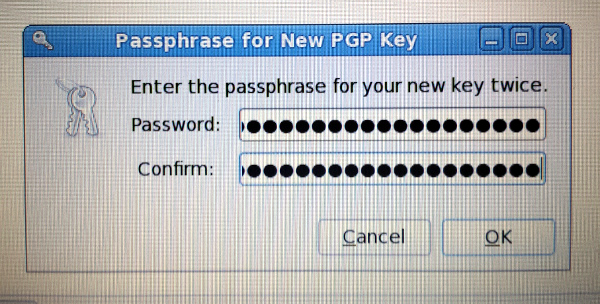 Passphrase for New PGP Key
Enter the passphrase for your new key twice.
Password:
Confirm:
Cancel
OK